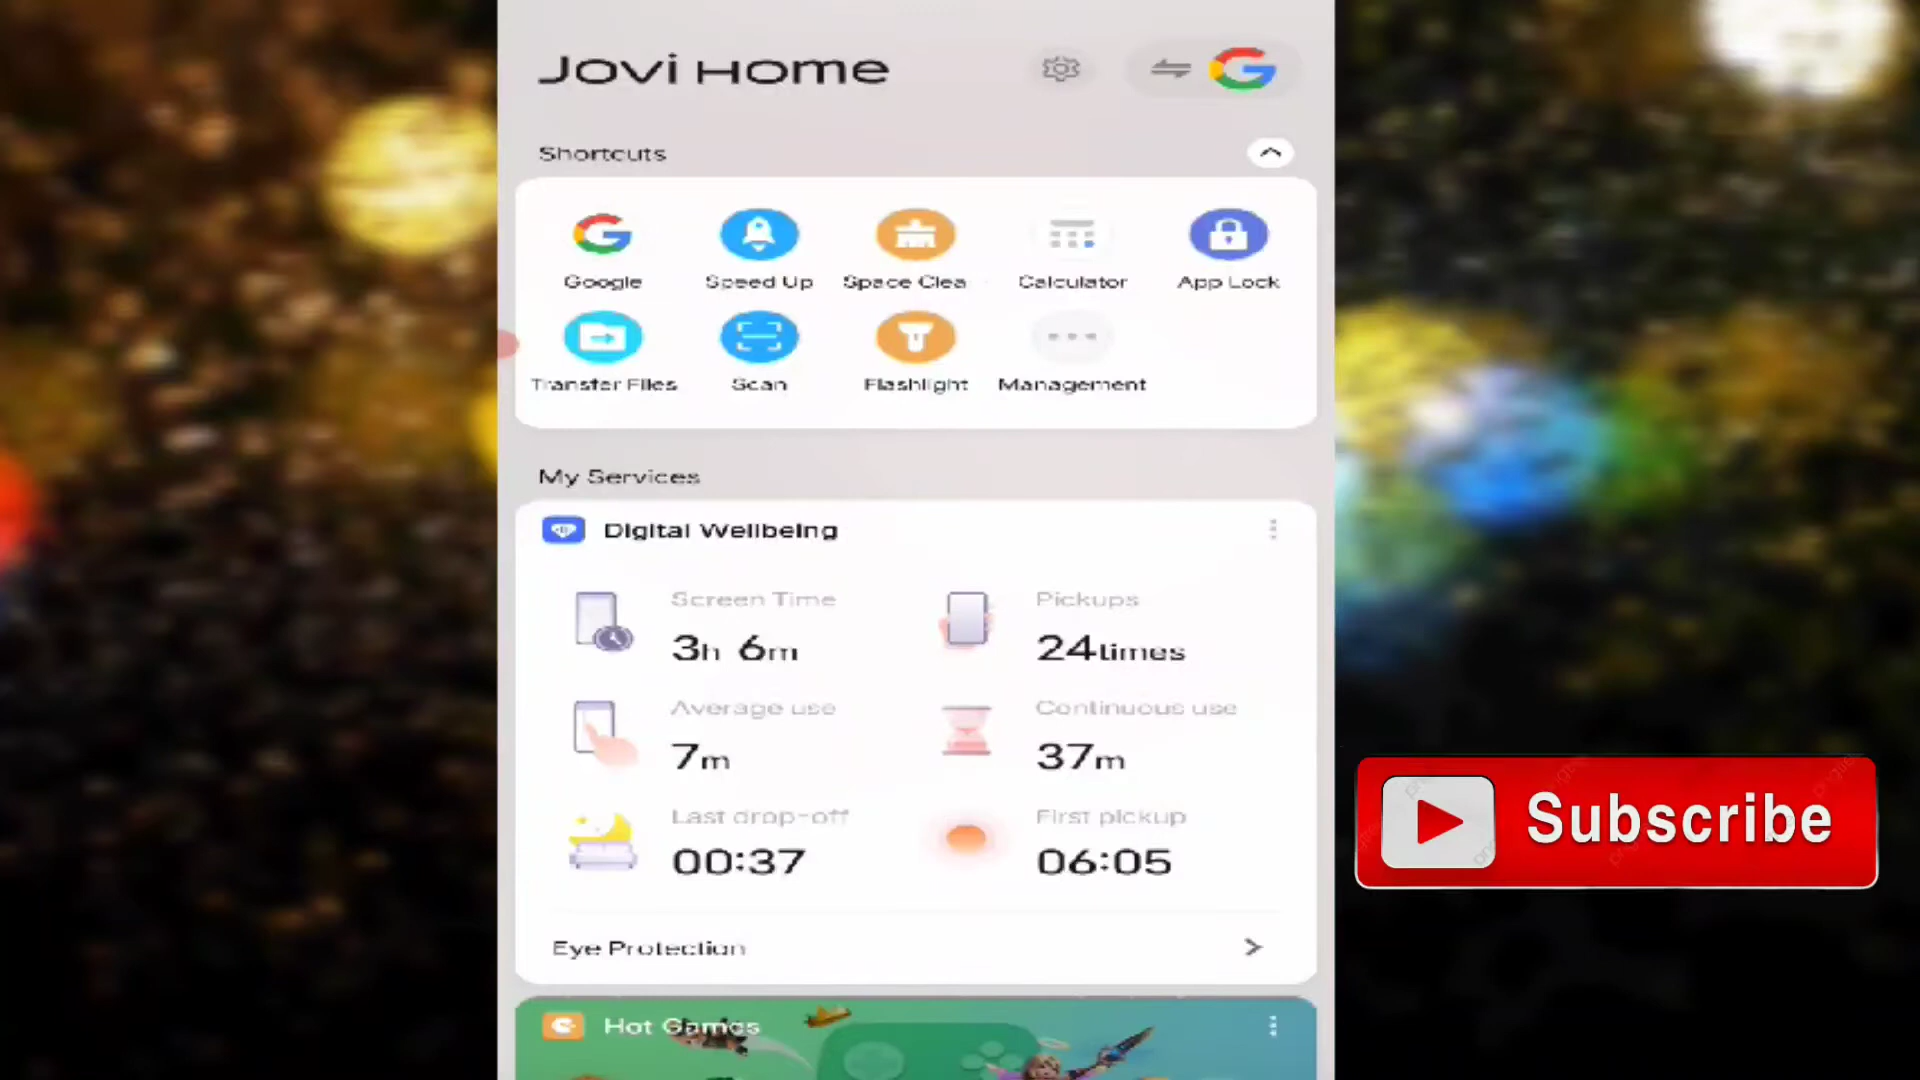 Jovi Home
Shortcuts
Google
Speed Up
Space Clea
Calculator
App Lock
Transfer Files
Scan
Flashlight
Management
My Services
Digital Wellbeing
Screen Time
3h 6m
Pickups
24times
Average use
7m
Continuous use
37m
Last drop-off
00:37
First pickup
06:05
Eye Protection
Hot Games
Subscribe